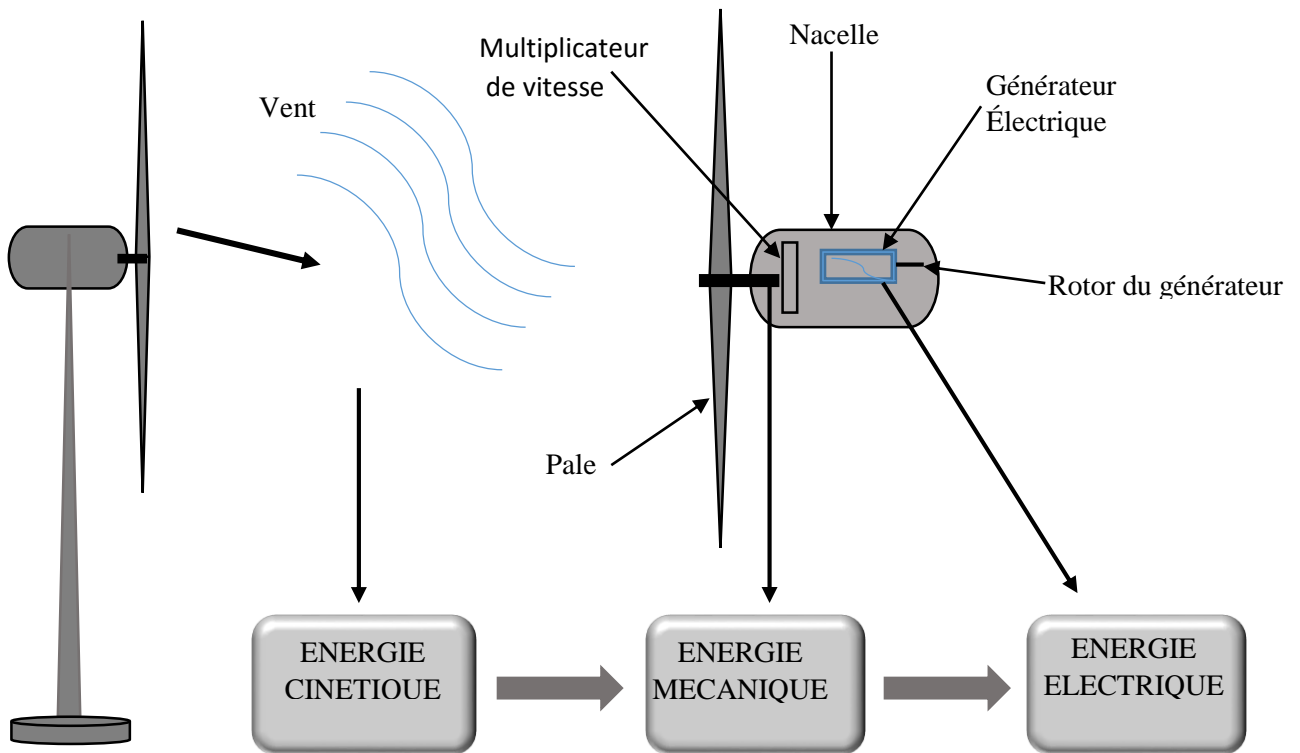 Nacelle
Multiplicateur
de vitesse
Générateur
Électrique
Vent
Rotor du générateur
Pale
ENERGIE
CINETIOUE
ENERGIE
MECANIQUE
ENERGIE
ELECTRIQUE